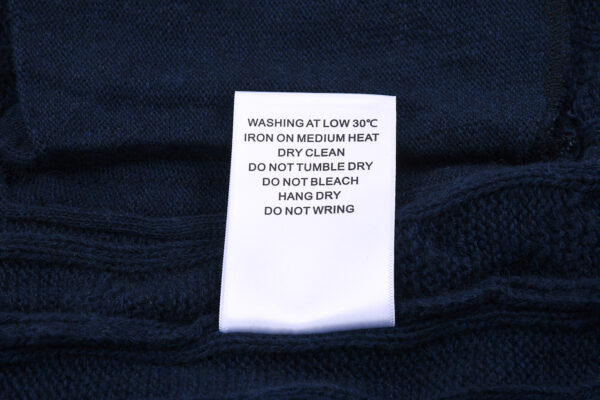 WASHING AT LOW 30℃
IRON ON MEDIUM HEAT
DRY CLEAN
DO NOT TUMBLE DRY
DO NOT BLEACH
HANG DRY
DO NOT WRING